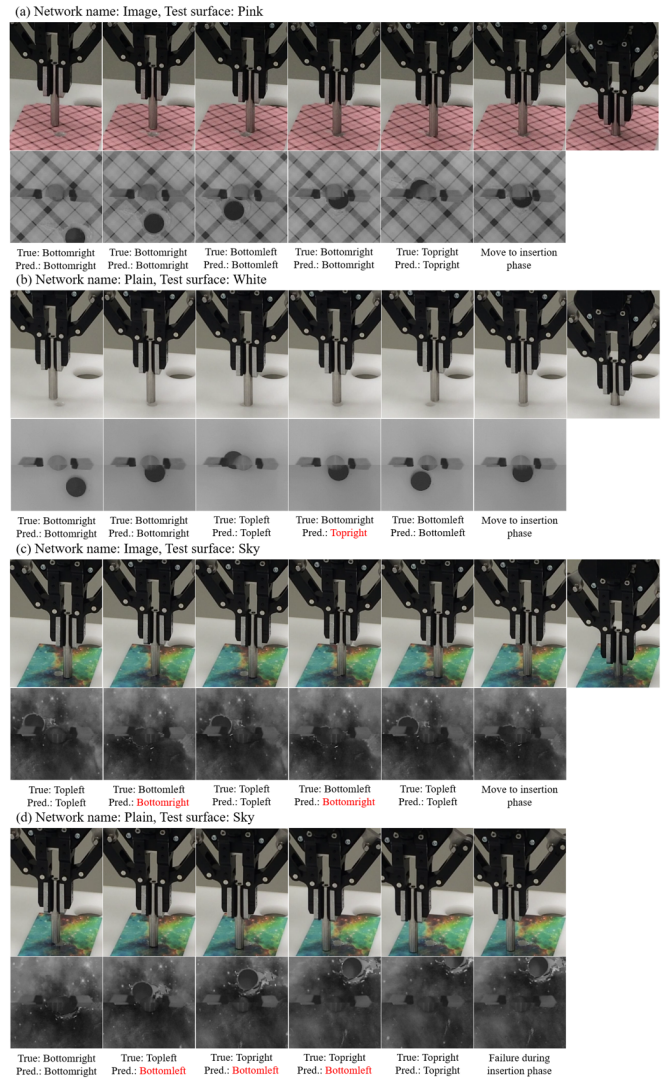 (a) Network name: Image, Test surface: Pink
True: Bottomright True: Bottomright True: Bottomleft True: Bottomright True: Topright Move to insertion
Pred.: Bottomright Pred.: Bottomright Pred.: Bottomleft Pred.: Bottomright Pred.: Topright phase
(b) Network name: Plain, Test surface: White
True: Bottomright True: Bottomright True: Topleft True: Bottomright True: Bottomleft Move to insertion
Pred.: Bottomright Pred.: Bottomright Pred.: Topleft Pred.: Topright Pred.: Bottomleft phase
(c) Network name: Image, Test surface: Sky
True: Topleft True: Bottomleft True: Topleft True: Bottomleft True: Topleft Move to insertion
Pred.: Topleft Pred.: Bottomright Pred.: Topleft Pred.: Bottomright Pred.: Topleft phase
(d) Network name: Plain, Test surface: Sky
True: Bottomright True: Topleft True: Topright True: Topright True: Topright Failure during
Pred.: Bottomright Pred.: Bottomleft Pred.: Bottomleft Pred.: Bottomleft Pred.: Topright insertion phase